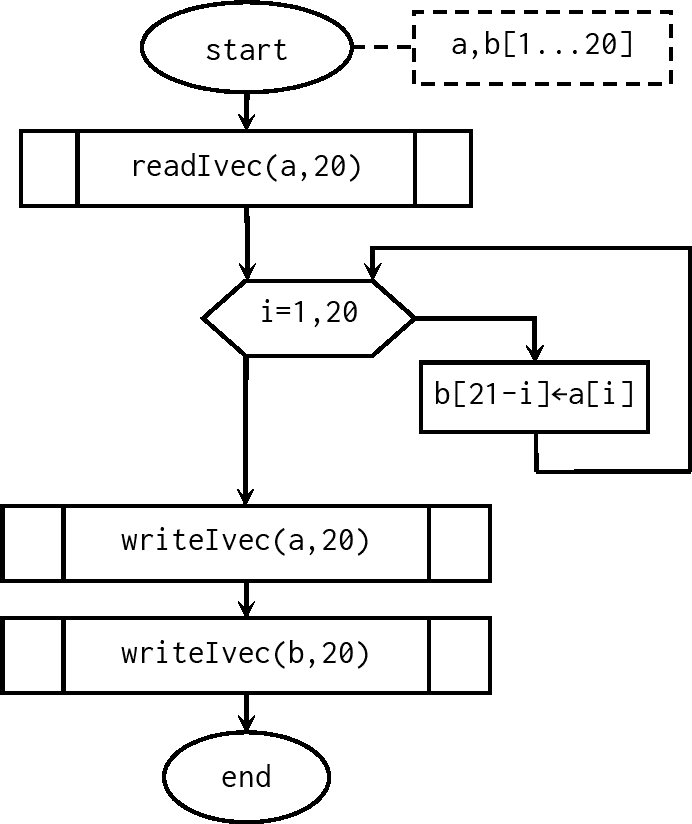 start
a,b[1...20]
readIvec(a,20)
i=1,20
b[21-i]←a[i]
writeIvec(a,20)
writeIvec(b,20)
end